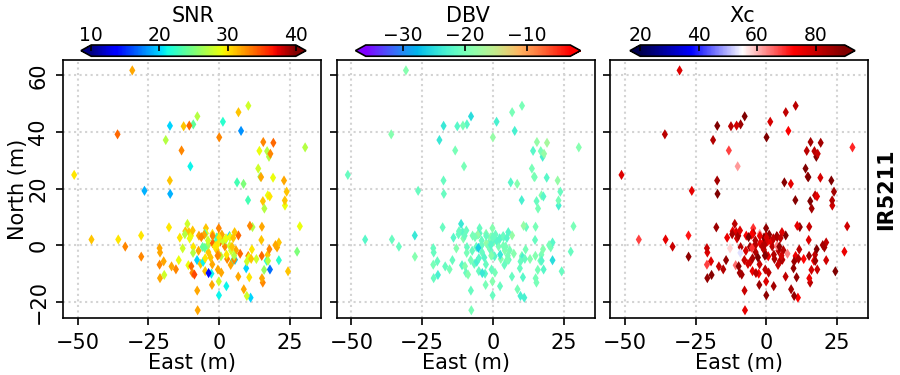 SNR DBV Xc
10 20 30 40 −30 −20 −10 20 40 60 80
60
40
20
0
−20
North (m)
IR5211
−50 −25 0 25 −50 −25 0 25 −50 −25 0 25
East (m) East (m) East (m)